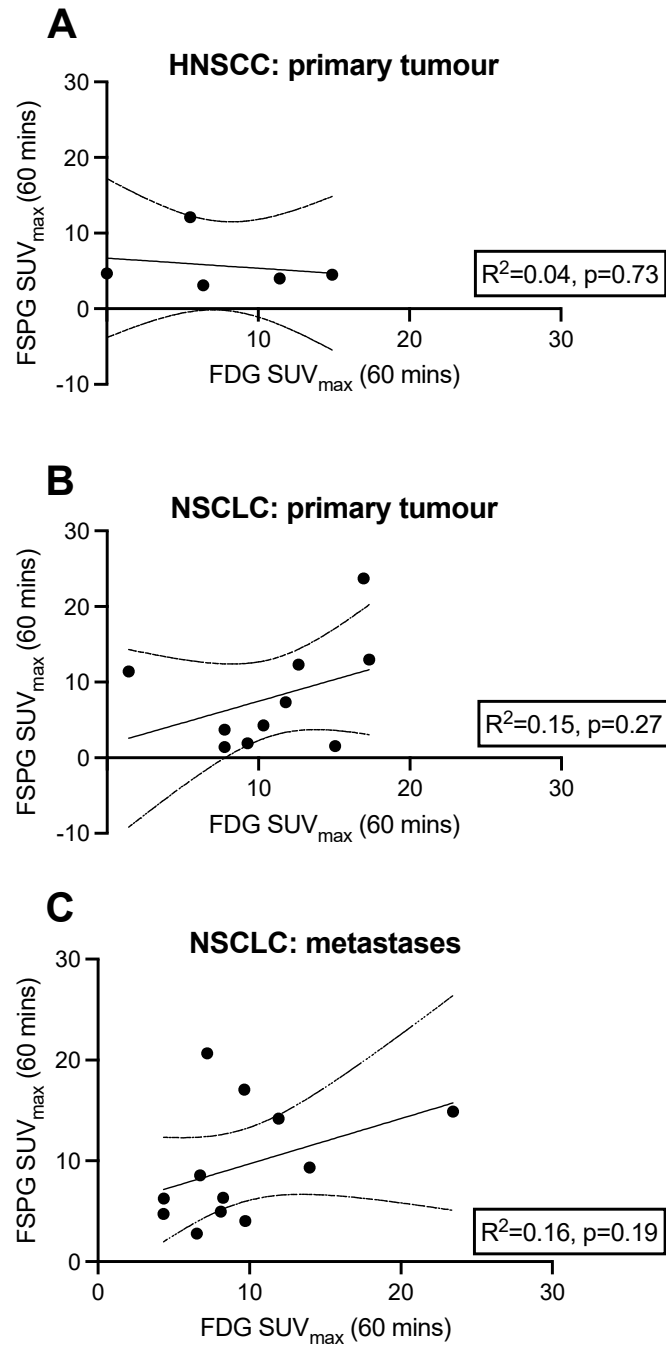 A
HNSCC: primary tumour
FSPG SUVmax (60 mins)
30
20
10
0
-10
10
20
30
R²=0.04, p=0.73
FDG SUVmax (60 mins)
B
NSCLC: primary tumour
FSPG SUVmax (60 mins)
30
20
10
0
-10
10
20
30
R²=0.15, p=0.27
FDG SUVmax (60 mins)
C
NSCLC: metastases
FSPG SUVmax (60 mins)
30
20
10
0
R²=0.16, p=0.19
0
10
20
30
FDG SUVmax (60 mins)